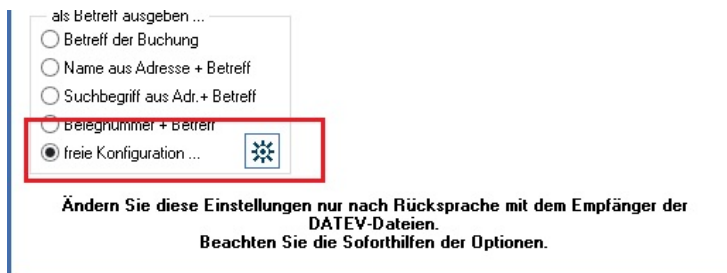 als Betreff ausgeben ...
Betreff der Buchung
Name aus Adresse + Betreff
Suchbegriff aus Adr.+ Betreff
Belegnummer + Betreff
freie Konfiguration ...
Ändern Sie diese Einstellungen nur nach Rücksprache mit dem Empfänger der
DATEV-Dateien.
Beachten Sie die Soforthilfen der Optionen.